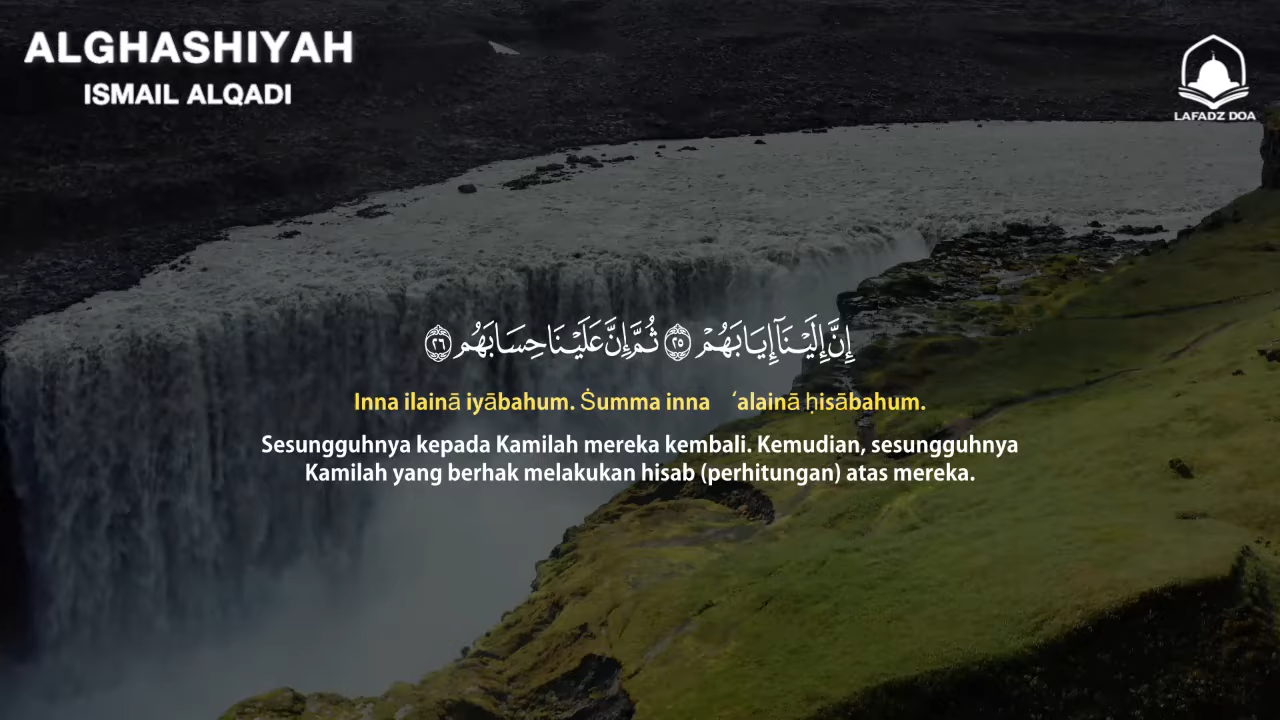 ALGHASHIYAH
ISMAIL ALQADI
LAFADZ DOA
إِنَّ إِلَيْنَآ إِيَابَهُمْ ٢٥ ثُمَّ إِنَّ عَلَيْنَا حِسَابَهُم ٢٦
Inna ilainā iyābahum. Ṡumma inna ‘alainā ḥisābahum.
Sesungguhnya kepada Kamilah mereka kembali. Kemudian, sesungguhnya
Kamilah yang berhak melakukan hisab (perhitungan) atas mereka.